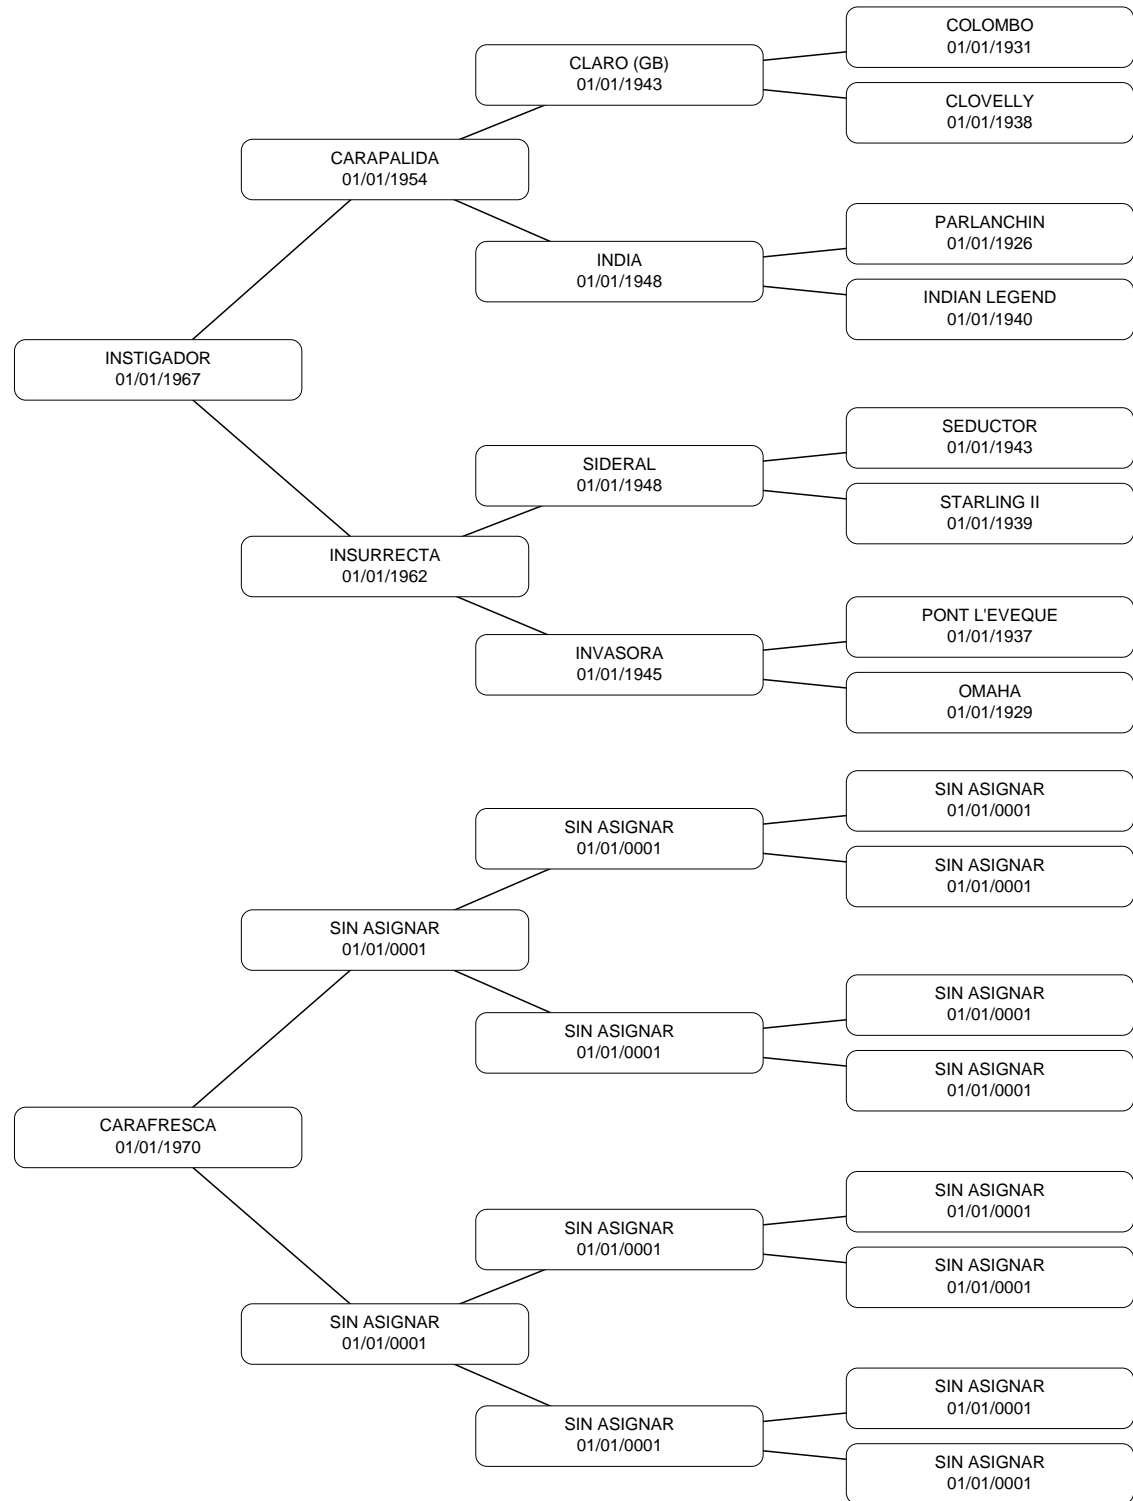 COLOMBO
01/01/1931
CLARO (GB)
01/01/1943
CLOVELLY
01/01/1938
CARAPALIDA
01/01/1954
PARLANCHIN
01/01/1926
INDIA
01/01/1948
INDIAN LEGEND
01/01/1940
INSTIGADOR
01/01/1967
SEDUCTOR
01/01/1943
SIDERAL
01/01/1948
STARLING II
01/01/1939
INSURRECTA
01/01/1962
PONT L'EVEQUE
01/01/1937
INVASORA
01/01/1945
OMAHA
01/01/1929
SIN ASIGNAR
01/01/0001
SIN ASIGNAR
01/01/0001
SIN ASIGNAR
01/01/0001
SIN ASIGNAR
01/01/0001
SIN ASIGNAR
01/01/0001
SIN ASIGNAR
01/01/0001
SIN ASIGNAR
01/01/0001
CARAFRESCA
01/01/1970
SIN ASIGNAR
01/01/0001
SIN ASIGNAR
01/01/0001
SIN ASIGNAR
01/01/0001
SIN ASIGNAR
01/01/0001
SIN ASIGNAR
01/01/0001
SIN ASIGNAR
01/01/0001
SIN ASIGNAR
01/01/0001